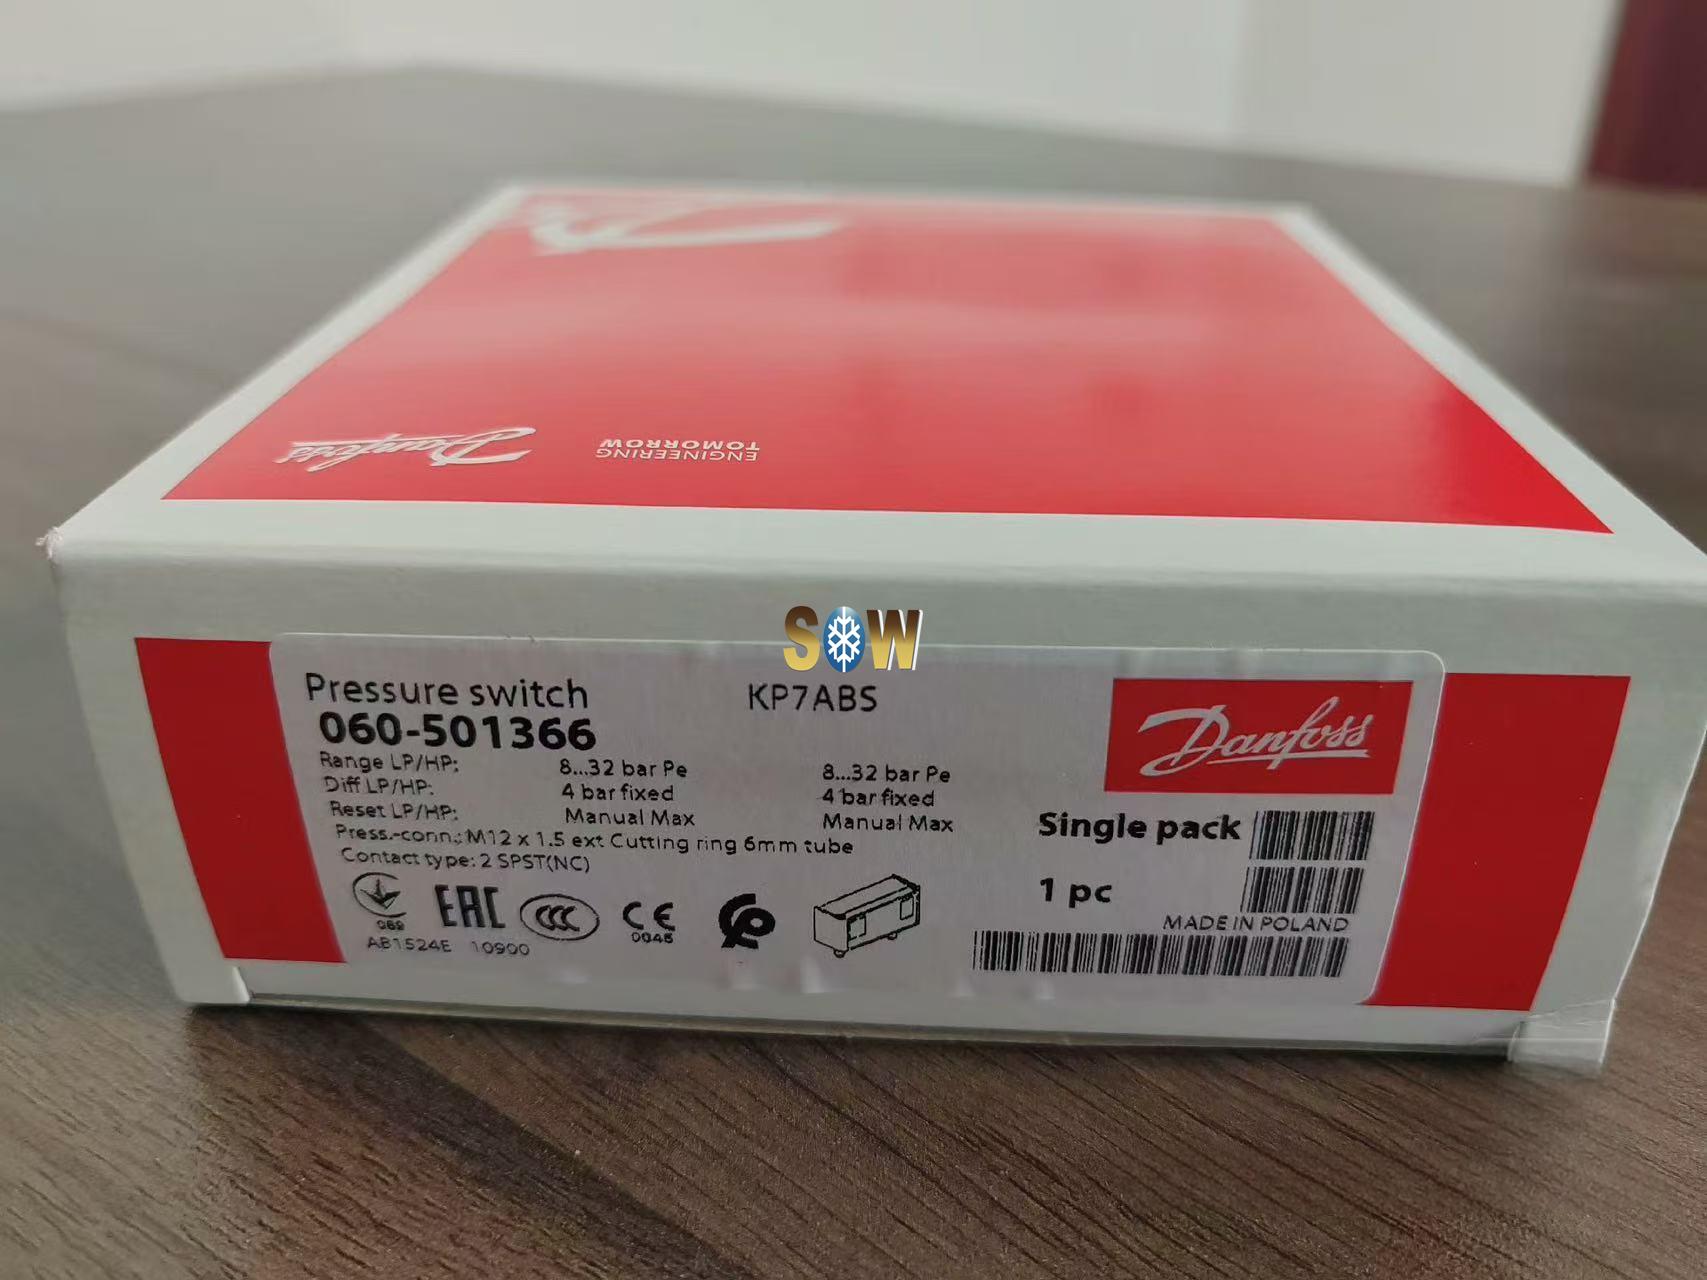 Danfoss
ENGINEERING
TOMORROW
SOW
Pressure switch KP7ABS
060-501366
Danfoss
Range LP/HP: 8...32 bar Pe 8...32 bar Pe
Diff LP/HP: 4 bar fixed 4 bar fixed
Reset LP/HP: Manual Max Manual Max
Press.-conn.: M12 x 1.5 ext Cutting ring 6mm tube
Contact type: 2 SPST(NC)
Single pack
1 pc
MADE IN POLAND
089 EAC CCC CE
0045
AB1524E 10900